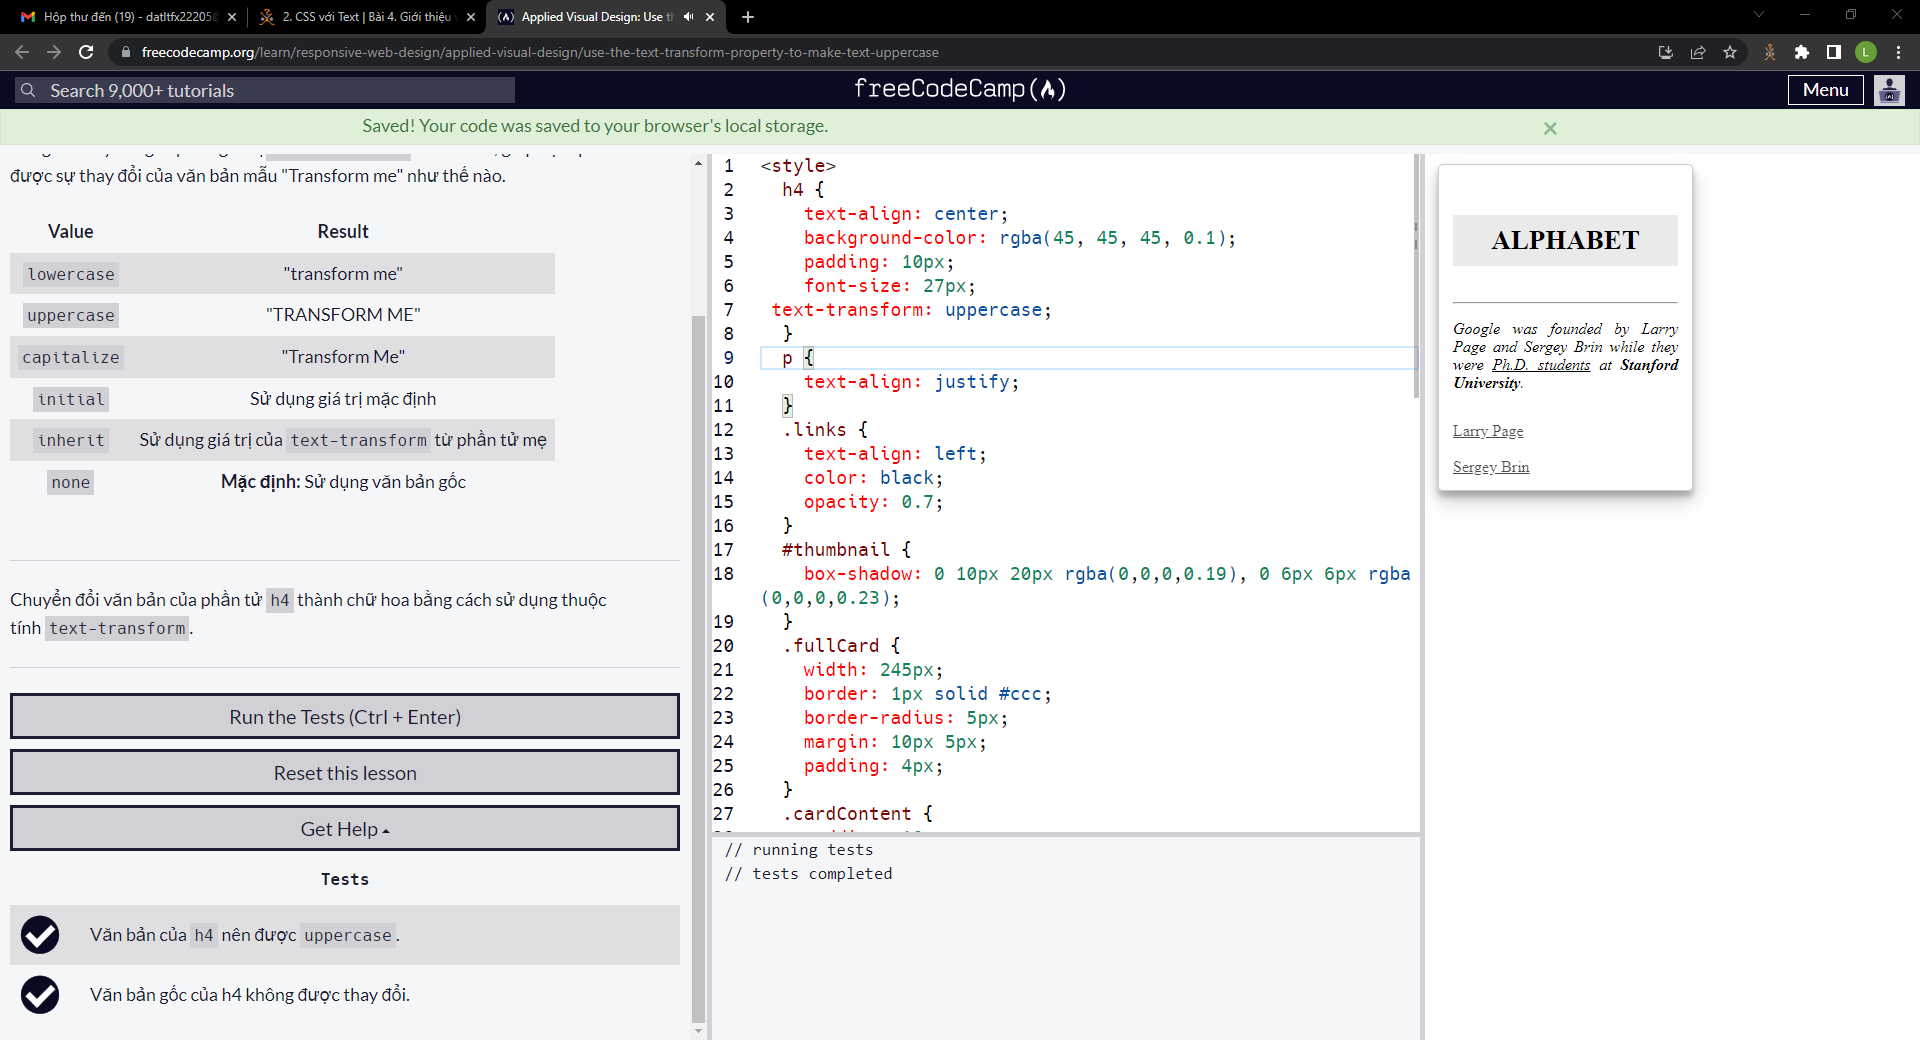 Hộp thư đến (19) - datltfx22205
2. CSS với Text | Bài 4. Giới thiệu
Applied Visual Design: Use
freecodecamp.org/learn/responsive-web-design/applied-visual-design/use-the-text-transform-property-to-make-text-uppercase
L
Search 9,000+ tutorials
freeCodeCamp
Menu
Saved! Your code was saved to your browser's local storage.
được sự thay đổi của văn bản mẫu "Transform me" như thế nào.
Value Result
lowercase "transform me"
uppercase "TRANSFORM ME"
capitalize "Transform Me"
initial Sử dụng giá trị mặc định
inherit Sử dụng giá trị của text-transform từ phần tử mẹ
none Mặc định: Sử dụng văn bản gốc
Chuyển đổi văn bản của phần tử h4 thành chữ hoa bằng cách sử dụng thuộc
tính text-transform.
Run the Tests (Ctrl + Enter)
Reset this lesson
Get Help
Tests
Văn bản của h4 nên được uppercase.
Văn bản gốc của h4 không được thay đổi.
1 <style>
2 h4 {
3 text-align: center;
4 background-color: rgba(45, 45, 45, 0.1);
5 padding: 10px;
6 font-size: 27px;
7 text-transform: uppercase;
8 }
9 p {
10 text-align: justify;
11 }
12 .links {
13 text-align: left;
14 color: black;
15 opacity: 0.7;
16 }
17 #thumbnail {
18 box-shadow: 0 10px 20px rgba(0,0,0,0.19), 0 6px 6px rgba
(0,0,0,0.23);
19 }
20 .fullCard {
21 width: 245px;
22 border: 1px solid #ccc;
23 border-radius: 5px;
24 margin: 10px 5px;
25 padding: 4px;
26 }
27 .cardContent {
// running tests
// tests completed
ALPHABET
Google was founded by Larry
Page and Sergey Brin while they
were Ph.D. students at Stanford
University.
Larry Page
Sergey Brin